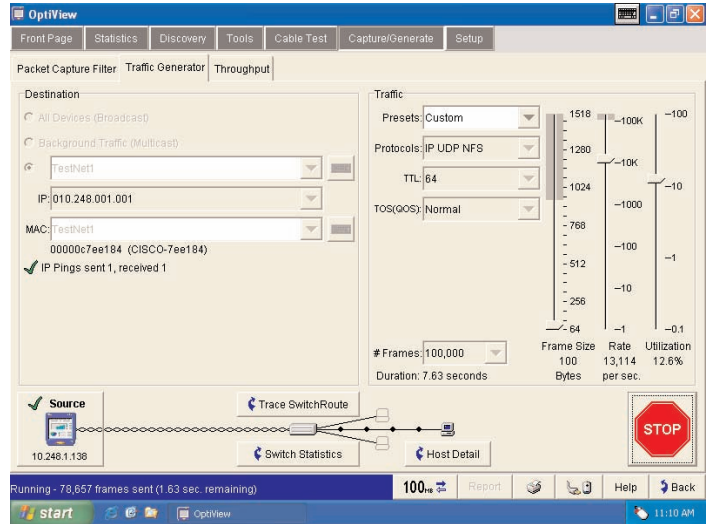 OptiView
Front Page Statistics Discovery Tools Cable Test Capture/Generate Setup
Packet Capture Filter Traffic Generator Throughput
Destination
All Devices (Broadcast)
Background Traffic (Multicast)
TestNet1
IP: 010.248.001.001
MAC: TestNet1
00000c7ee184 (CISCO-7ee184)
IP Pings sent 1, received 1
Traffic
Presets: Custom
Protocols: IP UDP NFS
TTL: 64
TOS(QOS): Normal
# Frames: 100,000
Duration: 7.63 seconds
1518
1280
1024
768
512
256
64
Frame Size
100
Bytes
100K
10K
1000
100
10
1
Rate
13,114
per sec.
100
10
1
0.1
Utilization
12.6%
Source
10.248.1.138
Trace SwitchRoute
Switch Statistics
Host Detail
STOP
Running - 78,657 frames sent (1.63 sec. remaining)
100 MB Report Help Back
start OptiView 11:10 AM